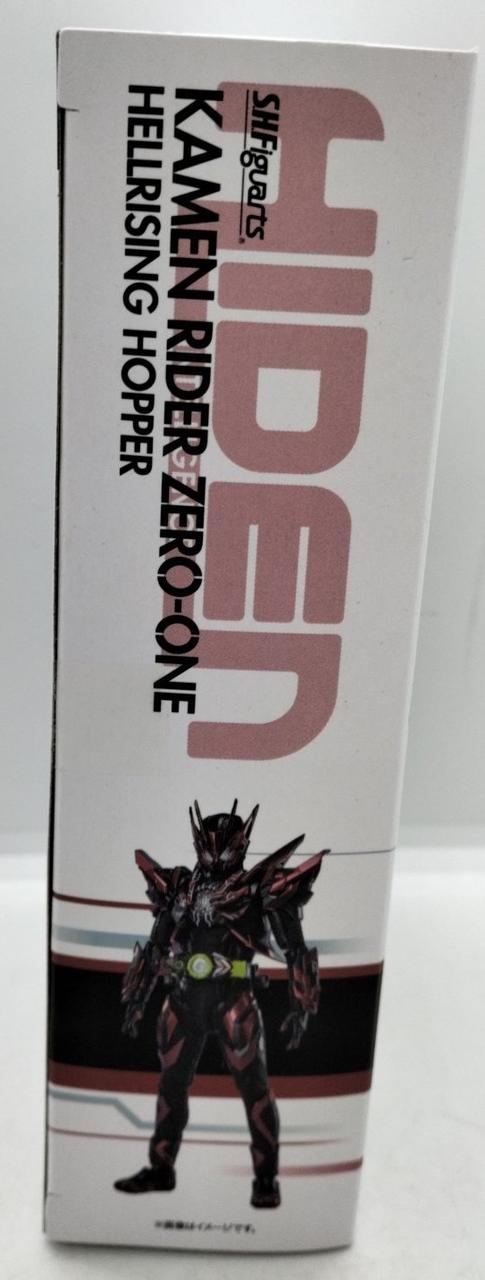 HIDEN
S.H.Figuarts
KAMEN RIDER ZERO-ONE
HELLRISING HOPPER
※画像はイメージです。